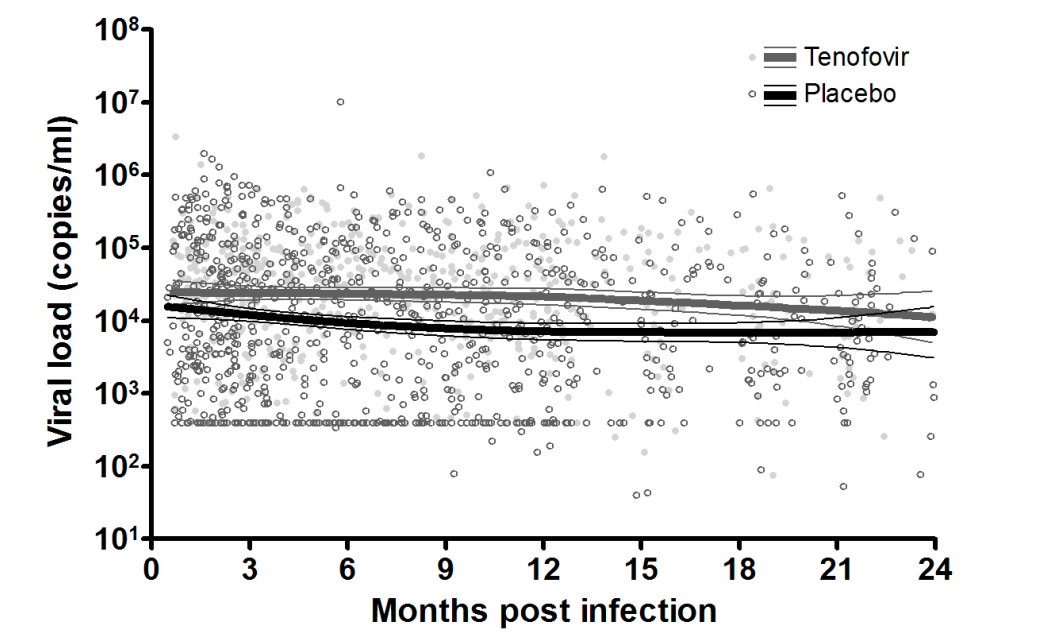 Viral load (copies/ml)
10⁸
10⁷
10⁶
10⁵
10⁴
10³
10²
10¹
Tenofovir
Placebo
0 3 6 9 12 15 18 21 24
Months post infection